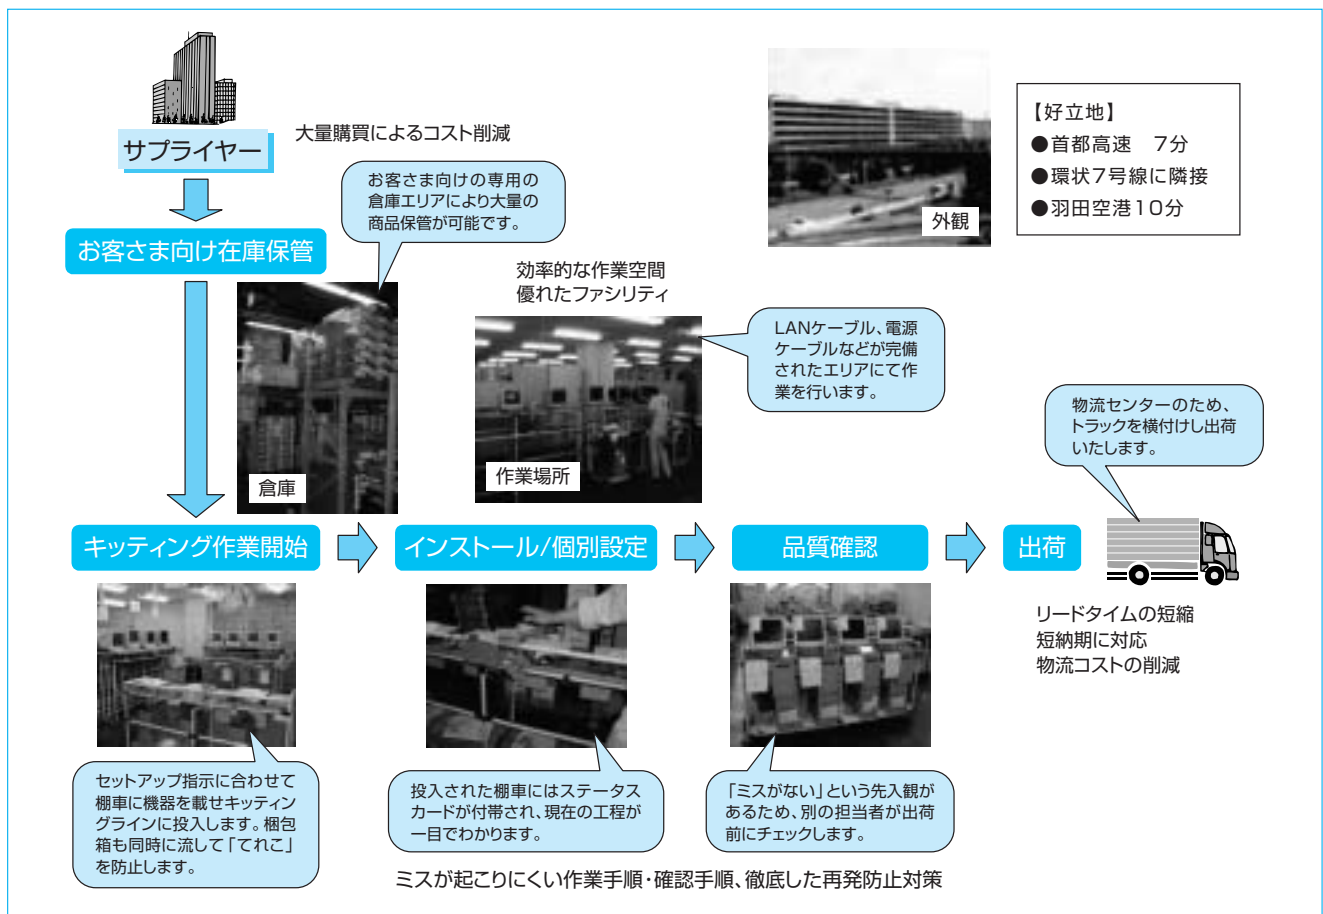 サプライヤー
大量購買によるコスト削減
お客さま向けの専用の
倉庫エリアにより大量の
商品保管が可能です。
お客さま向け在庫保管
倉庫
効率的な作業空間
優れたファシリティ
作業場所
LANケーブル、電源
ケーブルなどが完備
されたエリアにて作
業を行います。
外観
【好立地】
●首都高速　7分
●環状7号線に隣接
●羽田空港10分
物流センターのため、
トラックを横付けし出荷
いたします。
キッティング作業開始
インストール/個別設定
品質確認
出荷
リードタイムの短縮
短納期に対応
物流コストの削減
セットアップ指示に合わせて
棚車に機器を載せキッティン
グラインに投入します。梱包
箱も同時に流して「てれこ」
を防止します。
投入された棚車にはステータス
カードが付帯され、現在の工程が
一目でわかります。
「ミスがない」という先入観が
あるため、別の担当者が出荷
前にチェックします。
ミスが起こりにくい作業手順・確認手順、徹底した再発防止対策